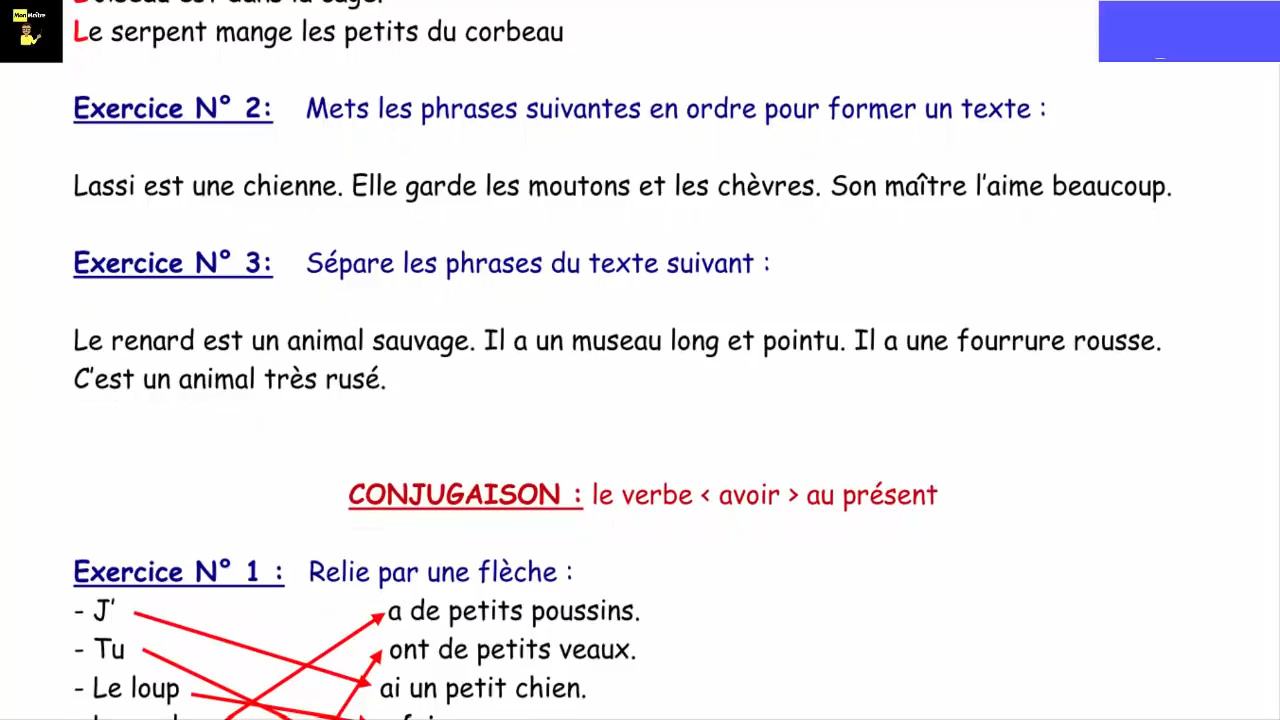 Mon Maître
Le serpent mange les petits du corbeau
Exercice N° 2: Mets les phrases suivantes en ordre pour former un texte :
Lassi est une chienne. Elle garde les moutons et les chèvres. Son maître l'aime beaucoup.
Exercice N° 3: Sépare les phrases du texte suivant :
Le renard est un animal sauvage. Il a un museau long et pointu. Il a une fourrure rousse.
C'est un animal très rusé.
CONJUGAISON : le verbe < avoir > au présent
Exercice N° 1 : Relie par une flèche :
- J' a de petits poussins.
- Tu ont de petits veaux.
- Le loup ai un petit chien.